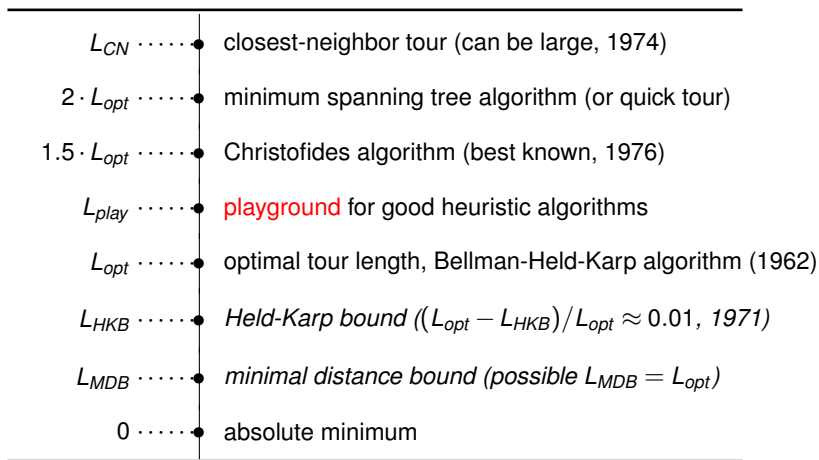 L_CN ······ closest-neighbor tour (can be large, 1974)
2 · L_opt ······ minimum spanning tree algorithm (or quick tour)
1.5 · L_opt ······ Christofides algorithm (best known, 1976)
L_play ······ playground for good heuristic algorithms
L_opt ······ optimal tour length, Bellman-Held-Karp algorithm (1962)
L_HKB ······ Held-Karp bound ((L_opt − L_HKB)/L_opt ≈ 0.01, 1971)
L_MDB ······ minimal distance bound (possible L_MDB = L_opt)
0 ······ absolute minimum